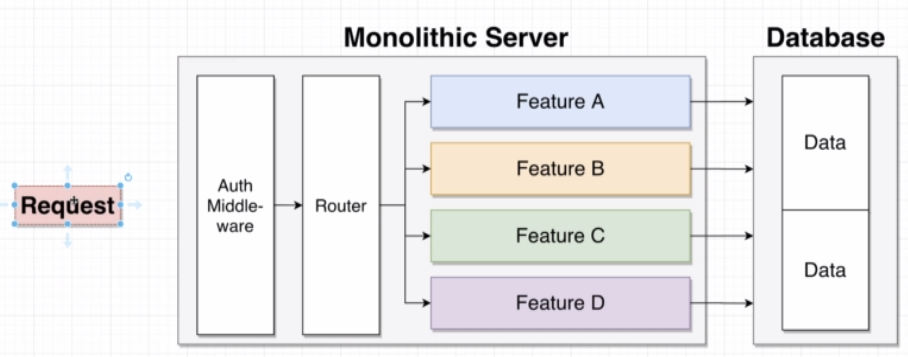 Monolithic Server
Database
Request
Auth
Middle-
ware
Router
Feature A
Feature B
Feature C
Feature D
Data
Data